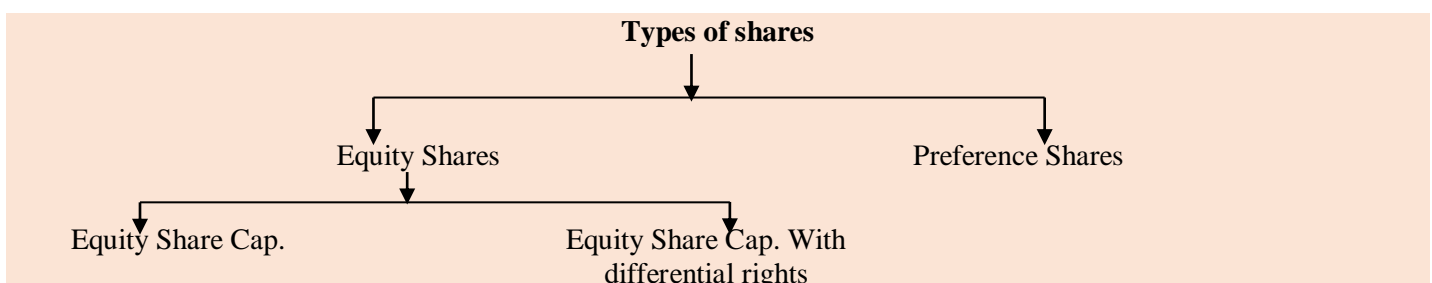 Types of shares
Equity Shares
Preference Shares
Equity Share Cap.
Equity Share Cap. With
differential rights